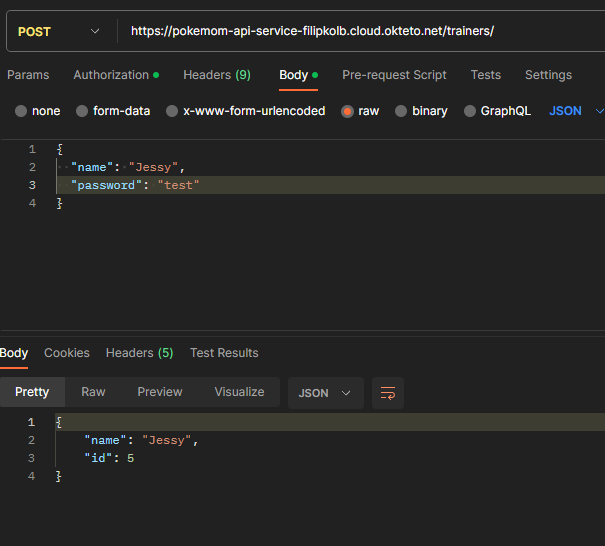 POST https://pokemom-api-service-filipkolb.cloud.okteto.net/trainers/
Params Authorization Headers (9) Body Pre-request Script Tests Settings
none form-data x-www-form-urlencoded raw binary GraphQL JSON
1 {
2 "name": "Jessy",
3 "password": "test"
4 }
Body Cookies Headers (5) Test Results
Pretty Raw Preview Visualize JSON
1 {
2 "name": "Jessy",
3 "id": 5
4 }